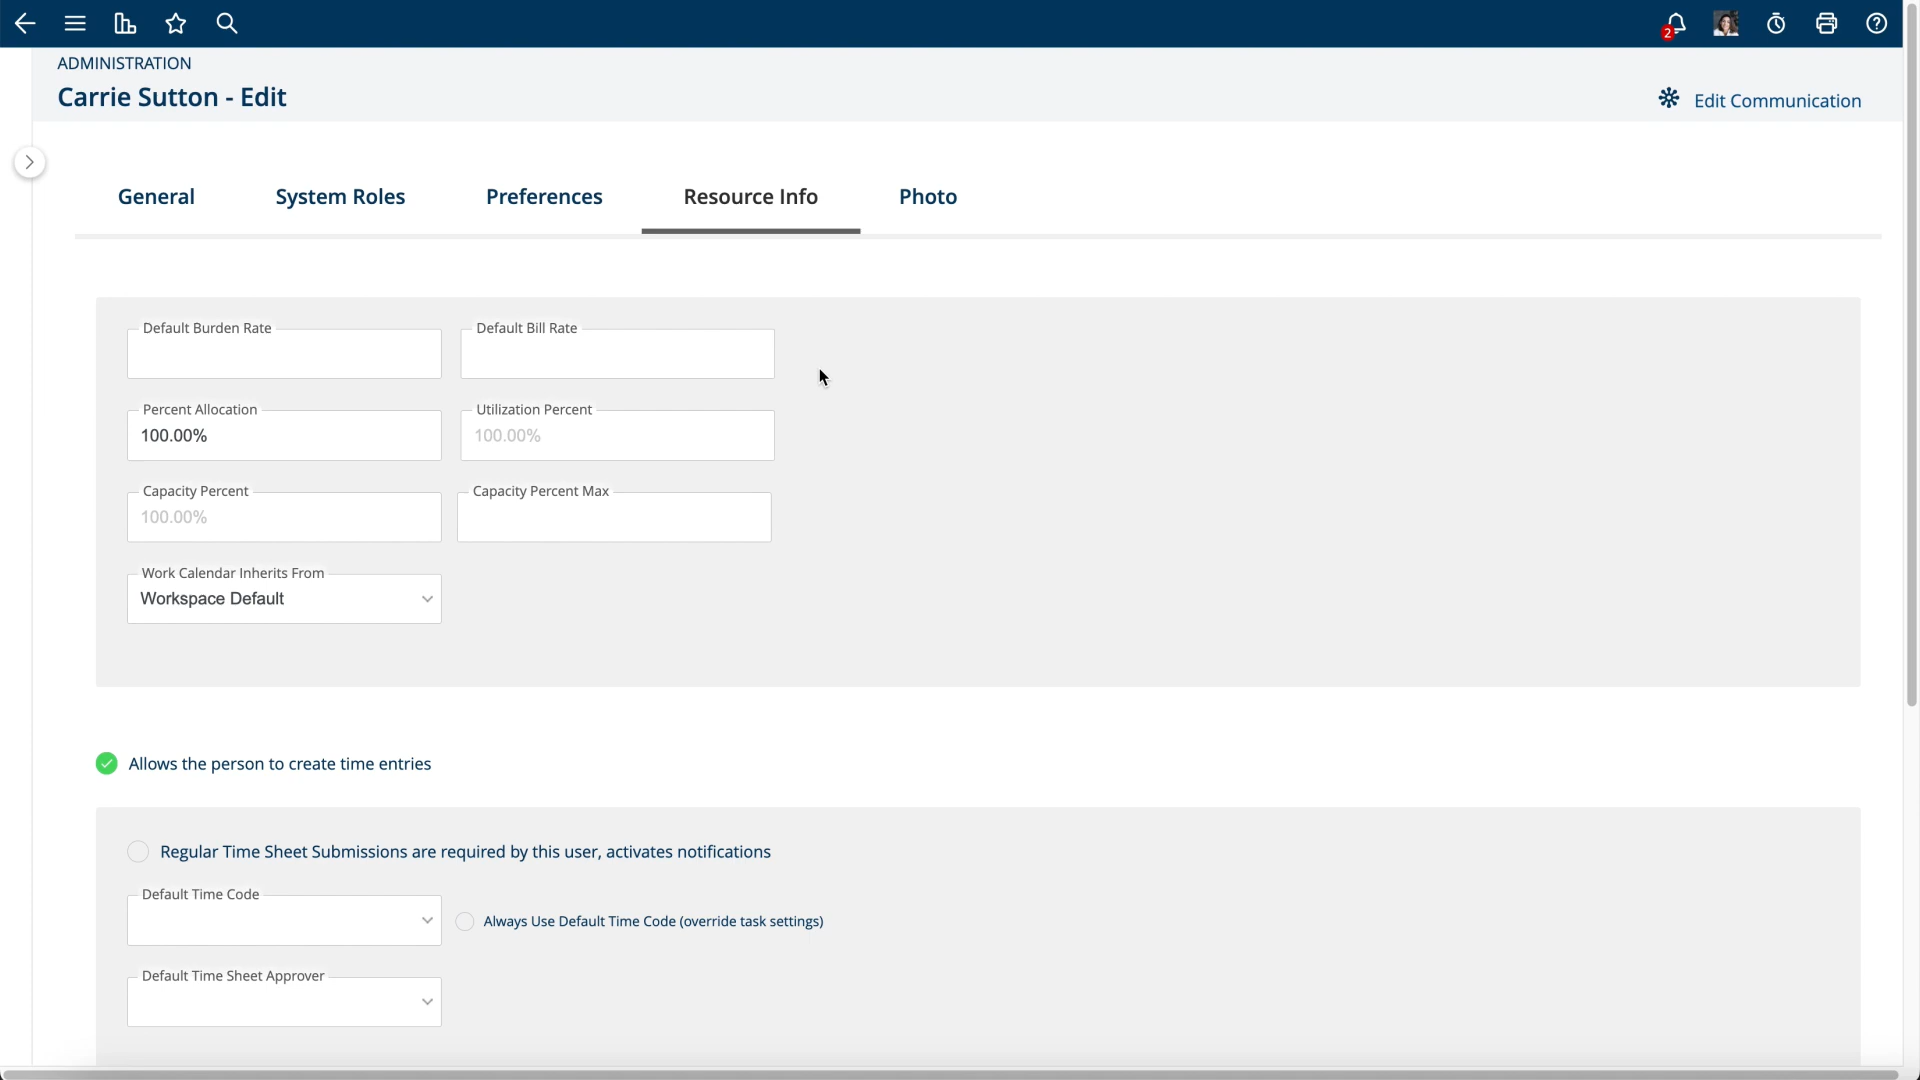 2
ADMINISTRATION
Carrie Sutton - Edit
Edit Communication
General
System Roles
Preferences
Resource Info
Photo
Default Burden Rate
Default Bill Rate
Percent Allocation
100.00%
Utilization Percent
100.00%
Capacity Percent
100.00%
Capacity Percent Max
Work Calendar Inherits From
Workspace Default
Allows the person to create time entries
Regular Time Sheet Submissions are required by this user, activates notifications
Default Time Code
Always Use Default Time Code (override task settings)
Default Time Sheet Approver